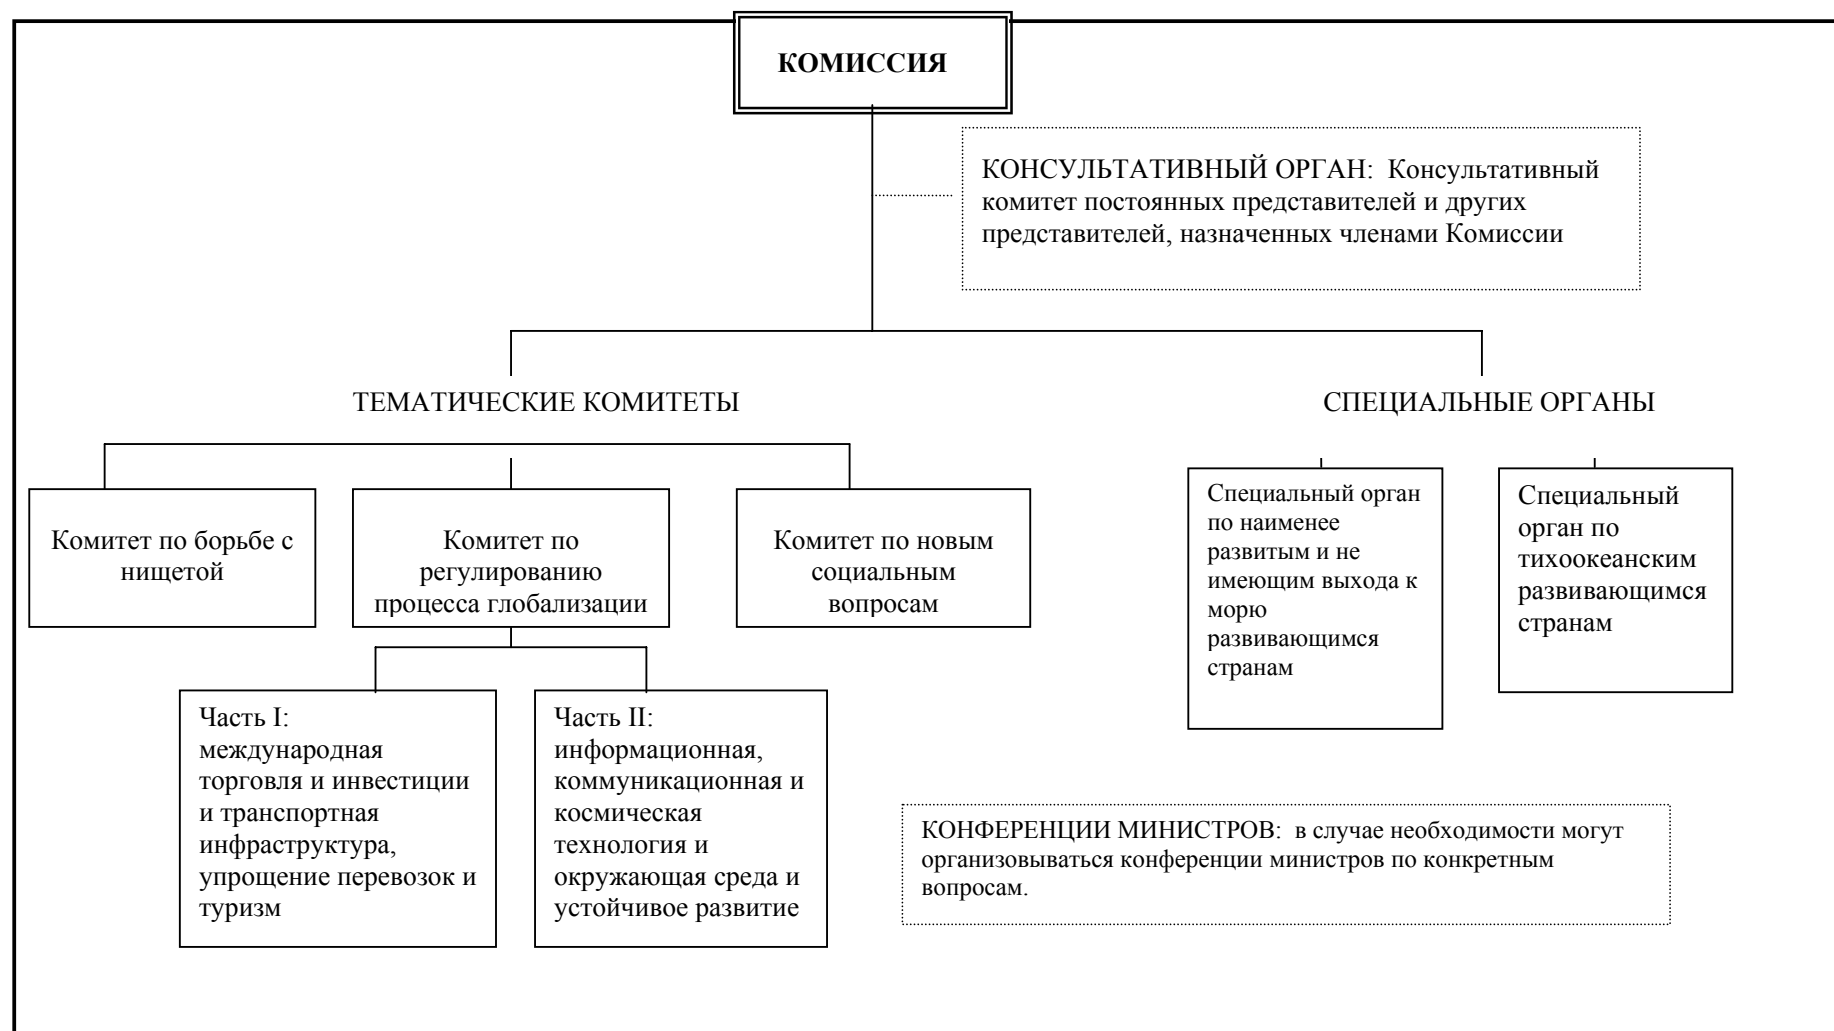 КОМИССИЯ
КОНСУЛЬТАТИВНЫЙ ОРГАН: Консультативный
комитет постоянных представителей и других
представителей, назначенных членами Комиссии
ТЕМАТИЧЕСКИЕ КОМИТЕТЫ
СПЕЦИАЛЬНЫЕ ОРГАНЫ
Комитет по борьбе с
нищетой
Комитет по
регулированию
процесса глобализации
Комитет по новым
социальным
вопросам
Специальный орган
по наименее
развитым и не
имеющим выхода к
морю
развивающимся
странам
Специальный
орган по
тихоокеанским
развивающимся
странам
Часть I:
международная
торговля и инвестиции
и транспортная
инфраструктура,
упрощение перевозок и
туризм
Часть II:
информационная,
коммуникационная и
космическая
технология и
окружающая среда и
устойчивое развитие
КОНФЕРЕНЦИИ МИНИСТРОВ: в случае необходимости могут
организовываться конференции министров по конкретным
вопросам.